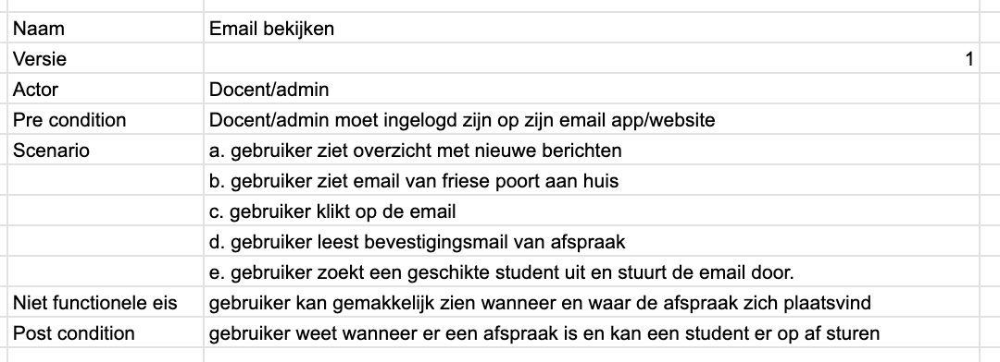 Naam Email bekijken
Versie 1
Actor Docent/admin
Pre condition Docent/admin moet ingelogd zijn op zijn email app/website
Scenario a. gebruiker ziet overzicht met nieuwe berichten
b. gebruiker ziet email van friese poort aan huis
c. gebruiker klikt op de email
d. gebruiker leest bevestigingsmail van afspraak
e. gebruiker zoekt een geschikte student uit en stuurt de email door.
Niet functionele eis gebruiker kan gemakkelijk zien wanneer en waar de afspraak zich plaatsvind
Post condition gebruiker weet wanneer er een afspraak is en kan een student er op af sturen